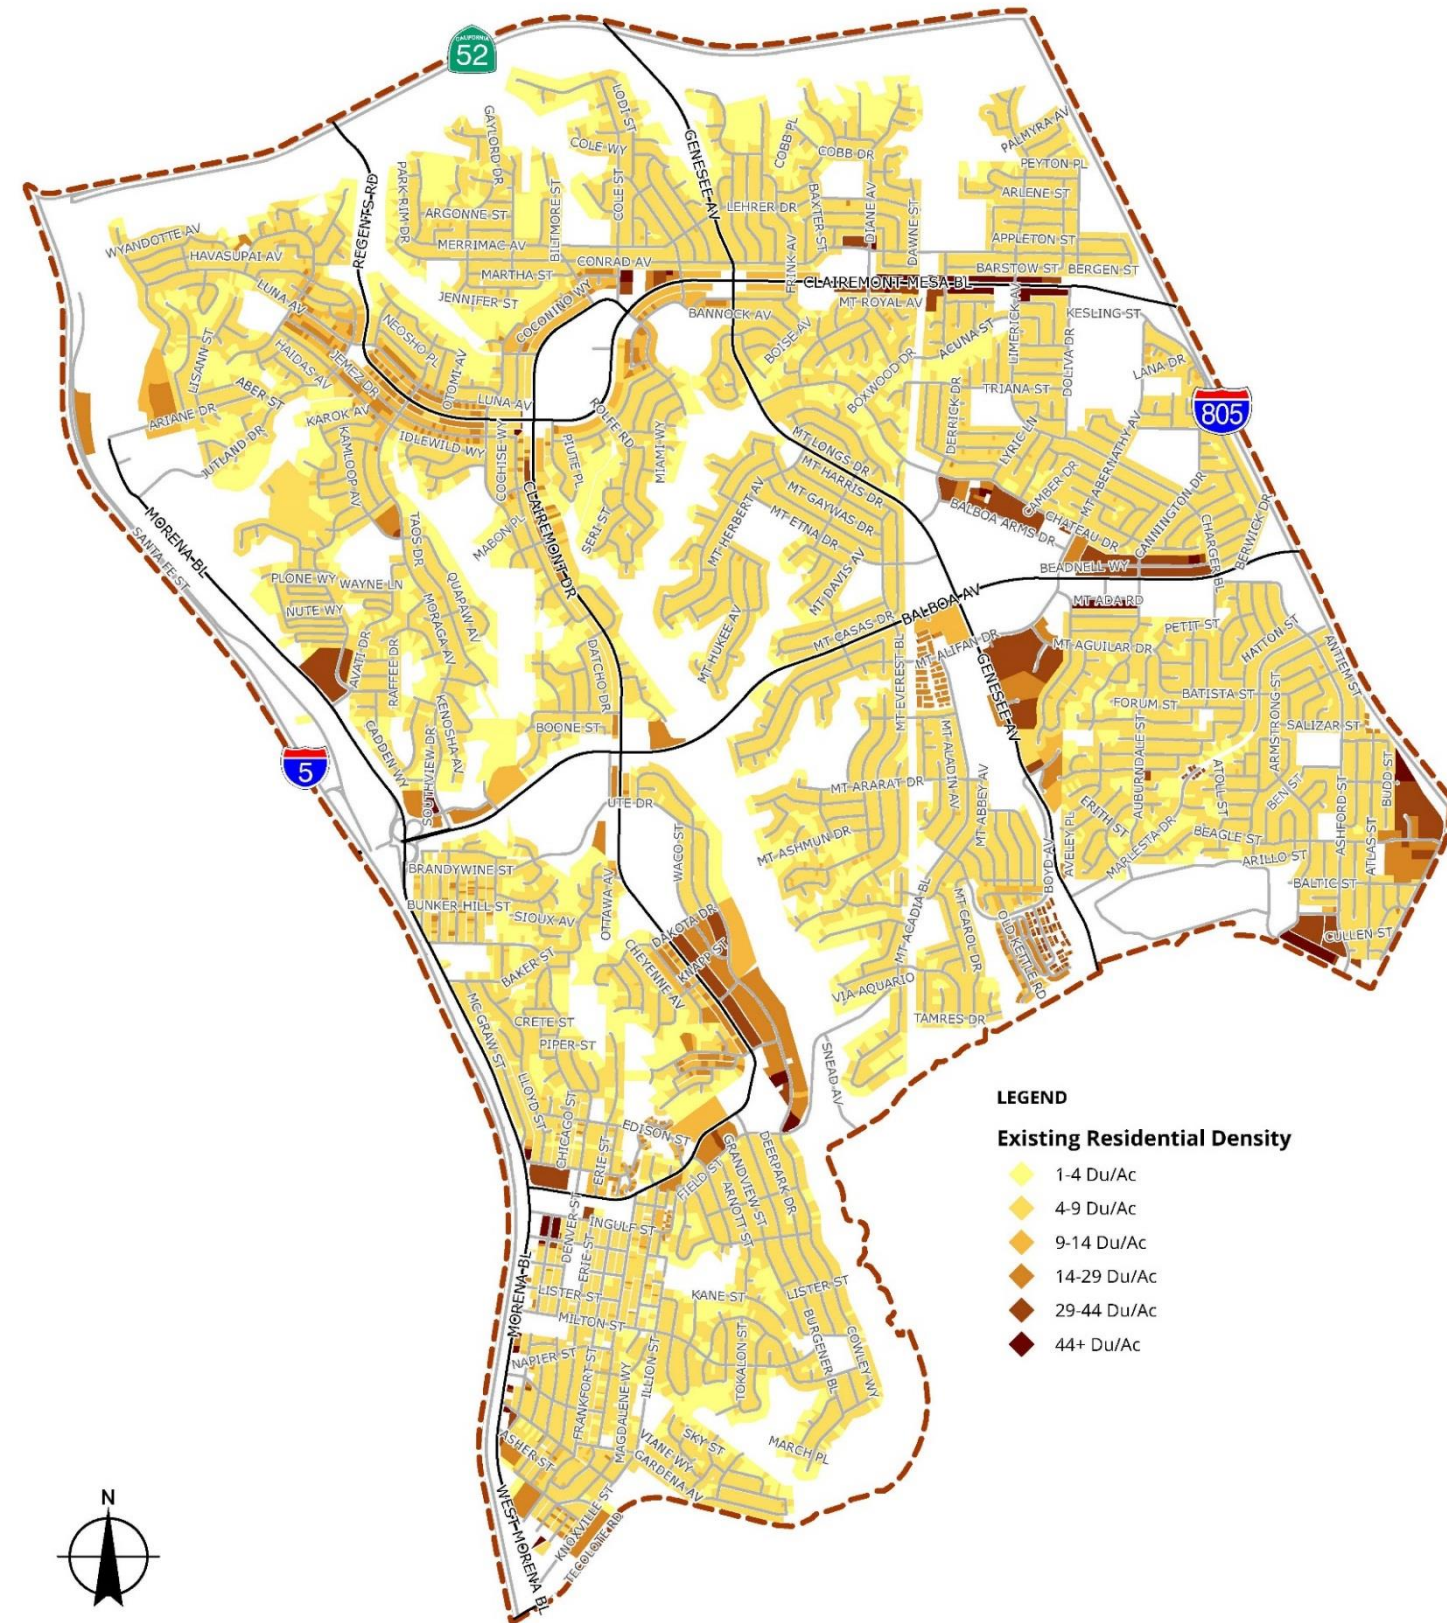 CALIFORNIA
52
LODI ST
GAYLORD DR
COLE WY
GENESEE AV
COBB PL
COBB DR
PALMYRA AV
PEYTON PL
REGENTS RD
PARK RIM DR
ARGONNE ST
BILTMORE ST
COLE ST
LEHRER DR
BAXTER ST
DIANE AV
DAWNE ST
ARLENE ST
WYANDOTTE AV
HAVASUPAI AV
MERRIMAC AV
CONRAD AV
FRINK AV
APPLETON ST
MARTHA ST
BARSTOW ST
BERGEN ST
LUNA AV
JENNIFER ST
COCONINO WY
CLAIREMONT MESA BL
MT ROYAL AV
BANNOCK AV
KESLING ST
NEOSHO PL
BOISE AV
ACUNA ST
LIMERICK AV
DOLIVA DR
LISANN ST
HAIDAS AV
JEMEZ DR
OTOMI AV
BOXWOOD DR
LANA DR
ABER ST
TRIANA ST
ARIANE DR
KAROK AV
LUNA AV
ROLFE RD
DERRICK DR
805
JUTLAND DR
KAMLOOP AV
IDLEWILD WY
COCHISE WY
PIUTE PL
MIAMI WY
MT LONGS DR
LYRIC LN
MT ABERNATHY AV
MT HARRIS DR
CAMBER DR
CANNINGTON DR
MORENA BL
SANTA FE ST
TAOS DR
MABON PL
CLAIREMONT DR
SERI ST
MT HERBERT AV
MT GAYWAS DR
MT ETNA DR
BALBOA ARMS DR
CHATEAU DR
CHARGER BL
BERWICK DR
PLONE WY
WAYNE LN
QUAPAW AV
MT DAVIS AV
BEADNELL WY
NUTE WY
MORAGA AV
MT HUKEE AV
BALBOA AV
MT ADA RD
AVATI DR
RAFFEE DR
DATCHO DR
MT CASAS DR
MT EVEREST BL
MT ALIFAN DR
GENESEE AV
PETIT ST
HATTON ST
MT AGUILAR DR
ANTIEM ST
KENOSHA AV
BATISTA ST
CADDEN WY
SOUTHVIEW DR
BOONE ST
FORUM ST
ARMSTRONG ST
SALIZAR ST
5
MT ALADIN AV
AUBURNDALE ST
ATOLL ST
BUDD ST
UTE DR
MT ARARAT DR
MT ABBEY AV
BEN ST
ERITH ST
ASHFORD ST
WACO ST
MT ASHMUN DR
BOYD AV
AVELEY PL
MARLESTA DR
BEAGLE ST
ATLAS ST
ARILLO ST
BRANDYWINE ST
OTTAWA AV
BALTIC ST
BUNKER HILL ST
SIOUX AV
DAKOTA DR
MT ACADIA BL
MT CAROL DR
OLD KETTLE RD
CULLEN ST
BAKER ST
CHEYENNE AV
KNAPP ST
VIA AQUARIO
MC GRAW ST
CRETE ST
TAMRES DR
PIPER ST
SNEAD AV
LLOYD ST
LEGEND
CHICAGO ST
EDISON ST
Existing Residential Density
ERIE ST
FIELD ST
GRANDVIEW ST
DEERPARK DR
1-4 Du/Ac
ARNOTT ST
4-9 Du/Ac
DENVER ST
INGULF ST
9-14 Du/Ac
ERIE ST
MORENA BL
14-29 Du/Ac
LISTER ST
KANE ST
LISTER ST
29-44 Du/Ac
MILTON ST
BURGENER BL
COWLEY WY
44+ Du/Ac
NAPIER ST
FRANKFORT ST
MAGDALENE WY
ILLION ST
TOKALON ST
ASHER ST
VIANE WY
SKY ST
MARCH PL
GARDENA AV
N
WEST MORENA BL
KNOXVILLE ST
TECOLOTE RD